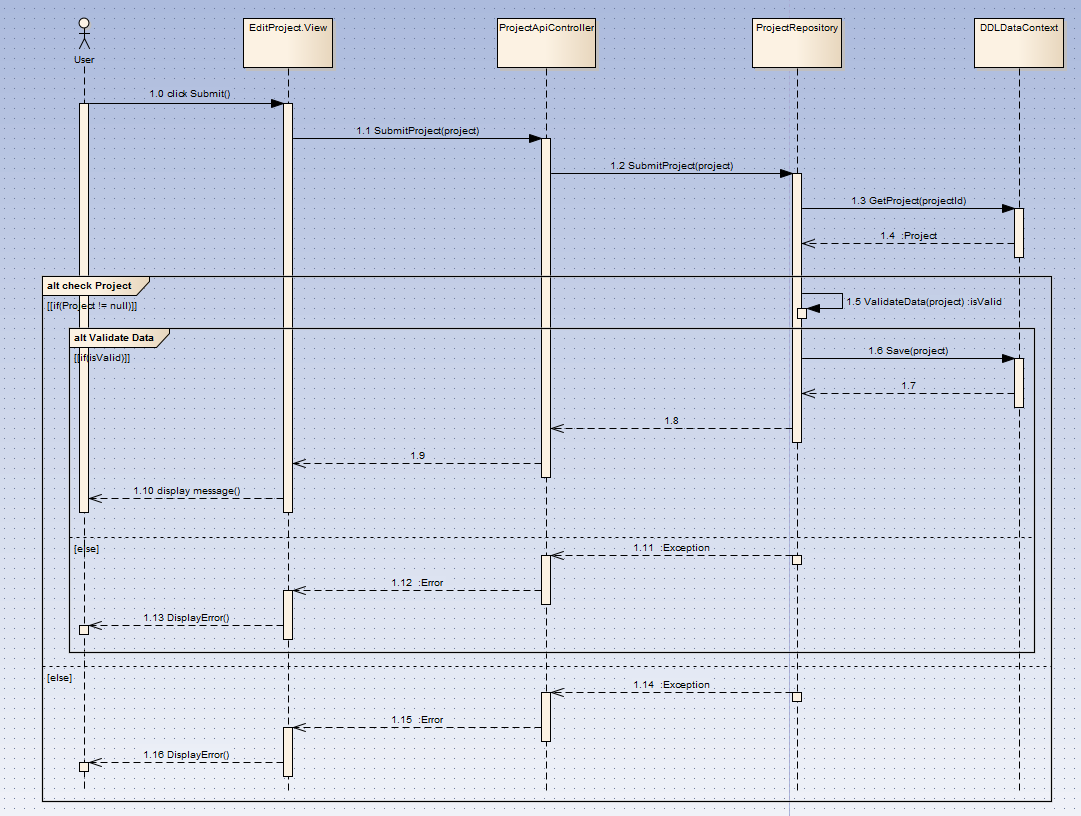 EditProject.View
ProjectApiController
ProjectRepository
DDLDataContext
User
1.0 click Submit()
1.1 SubmitProject(project)
1.2 SubmitProject(project)
1.3 GetProject(projectId)
1.4 :Project
alt check Project
[[if(Project != null)]]
1.5 ValidateData(project) :isValid
alt Validate Data
[[if(isValid)]]
1.6 Save(project)
1.7
1.8
1.9
1.10 display message()
[else]
1.11 :Exception
1.12 :Error
1.13 DisplayError()
[else]
1.14 :Exception
1.15 :Error
1.16 DisplayError()